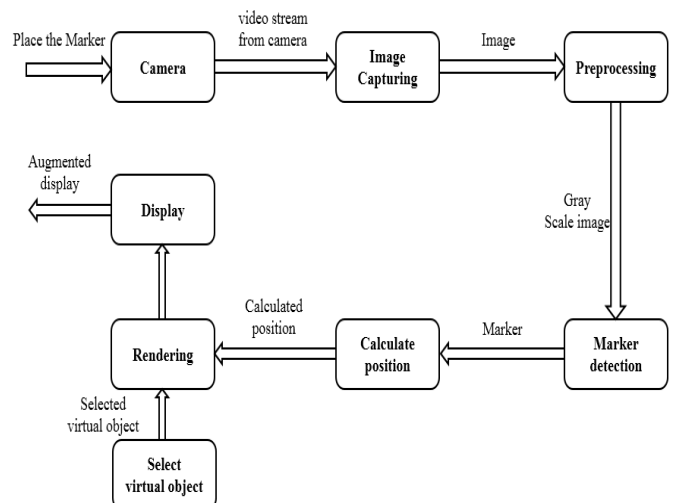 Place the Marker
Camera
video stream
from camera
Image
Capturing
Image
Preprocessing
Gray
Scale image
Marker
detection
Marker
Calculate
position
Calculated
position
Rendering
Selected
virtual object
Select
virtual object
Display
Augmented
display